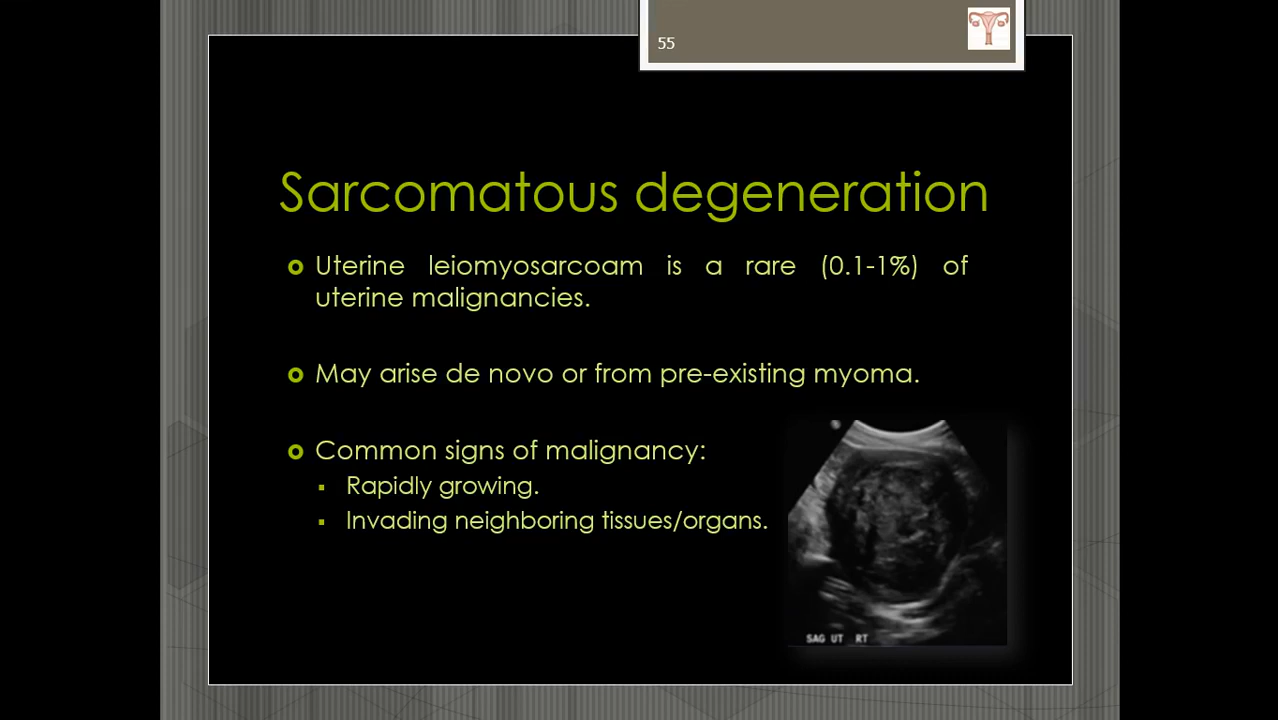 55
Sarcomatous degeneration
Uterine leiomyosarcoam is a rare (0.1-1%) of
uterine malignancies.
May arise de novo or from pre-existing myoma.
Common signs of malignancy:
Rapidly growing.
Invading neighboring tissues/organs.
SAG UT RT